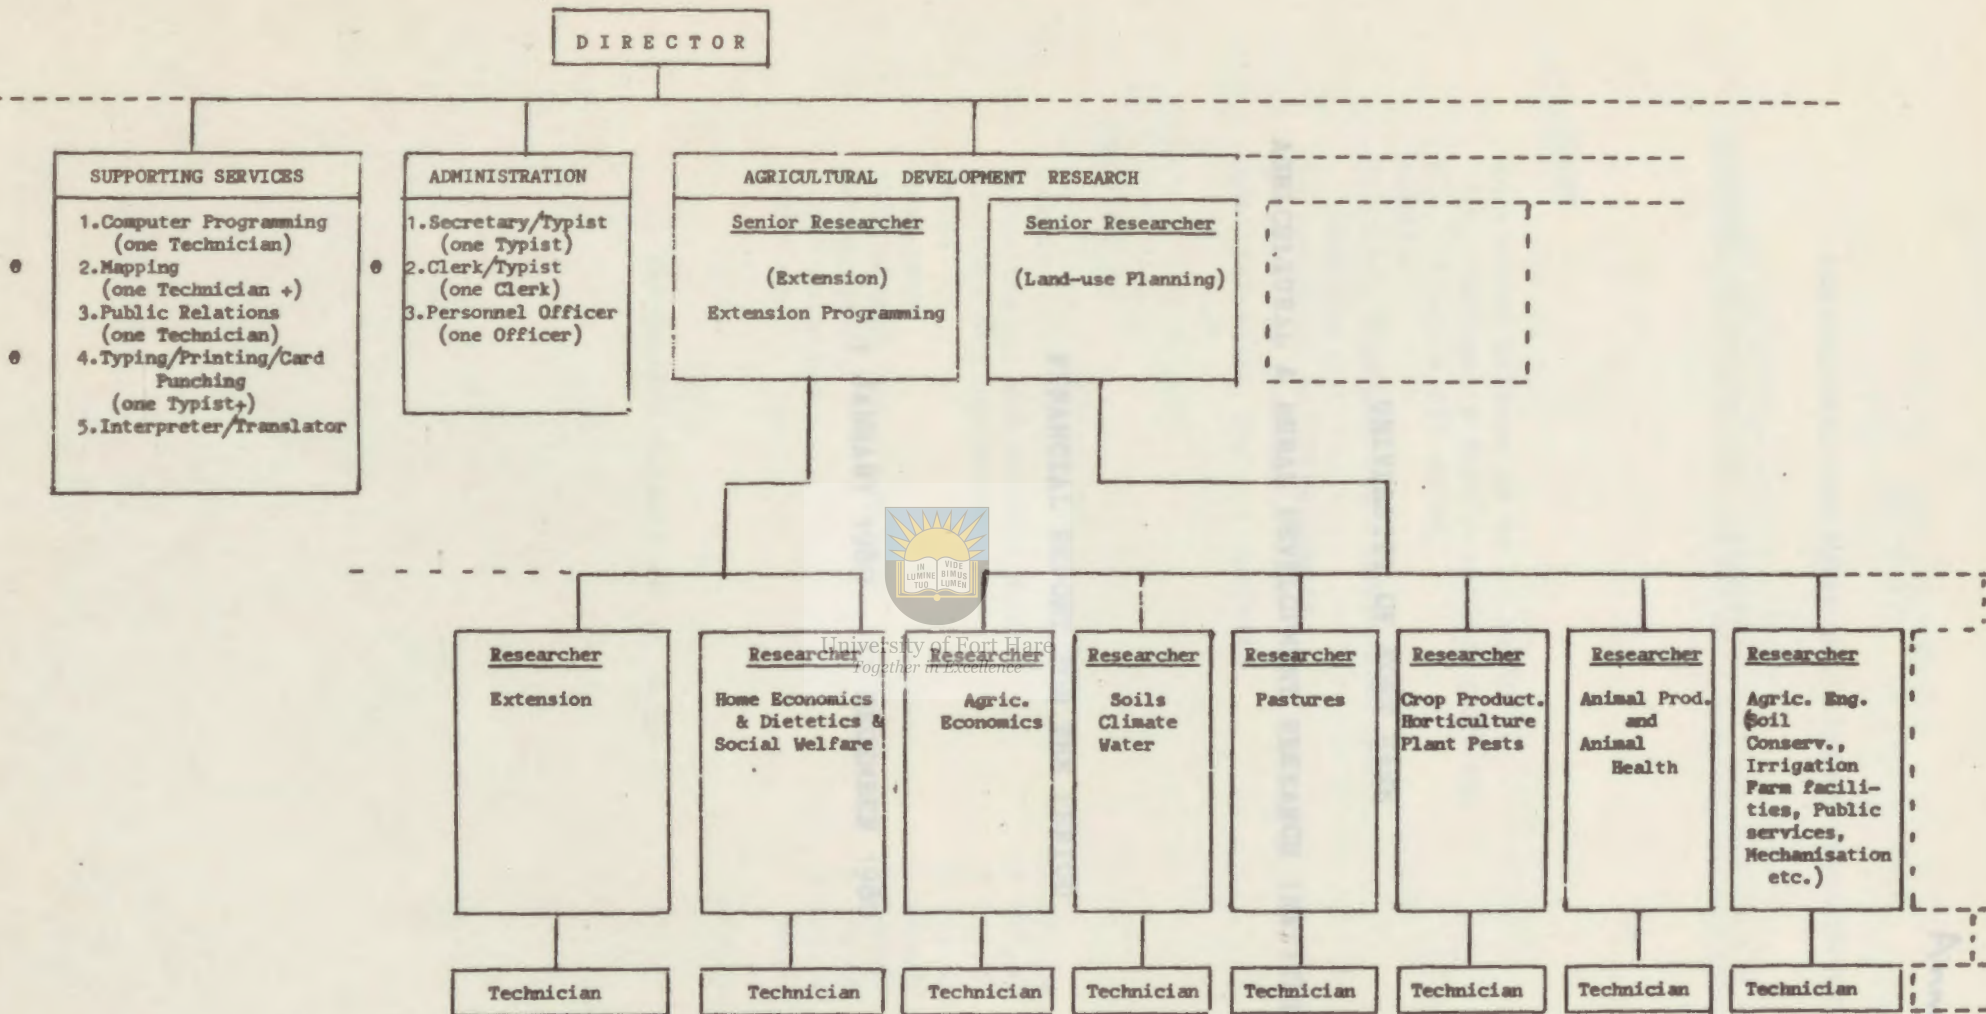 D I R E C T O R
SUPPORTING SERVICES
1.Computer Programming
(one Technician)
2.Mapping
(one Technician +)
3.Public Relations
(one Technician)
4.Typing/Printing/Card
Punching
(one Typist+)
5.Interpreter/Translator
ADMINISTRATION
1.Secretary/Typist
(one Typist)
2.Clerk/Typist
(one Clerk)
3.Personnel Officer
(one Officer)
AGRICULTURAL DEVELOPMENT RESEARCH
Senior Researcher
(Extension)
Extension Programming
Senior Researcher
(Land-use Planning)
IN LUMINE TUO
VIDE BIMUS LUMEN
University of Fort Hare
Together in Excellence
Researcher
Extension
Researcher
Home Economics
& Dietetics &
Social Welfare
Researcher
Agric.
Economics
Researcher
Soils
Climate
Water
Researcher
Pastures
Researcher
Crop Product.
Horticulture
Plant Pests
Researcher
Animal Prod.
and
Animal
Health
Researcher
Agric. Eng.
(Soil
Conserv.,
Irrigation
Farm facili-
ties, Public
services,
Mechanisation
etc.)
Technician
Technician
Technician
Technician
Technician
Technician
Technician
Technician